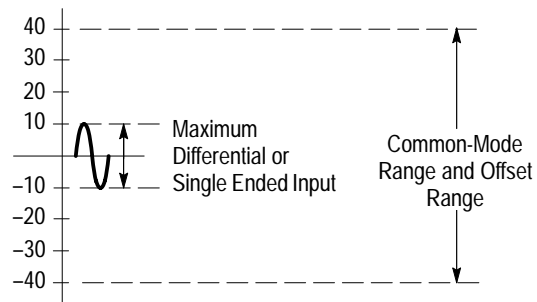 40
30
20
10
–10
–20
–30
–40
Maximum
Differential or
Single Ended Input
Common-Mode
Range and Offset
Range